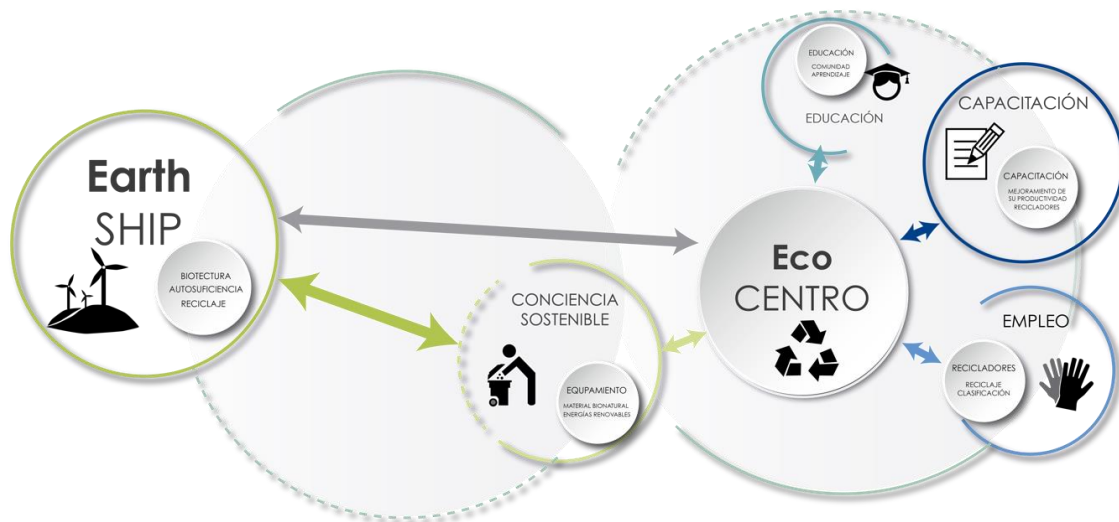 Earth
SHIP
BIOTECTURA
AUTOSUFICIENCIA
RECICLAJE
CONCIENCIA
SOSTENIBLE
EQUPAMIENTO
MATERIAL BIONATURAL
ENERGÍAS RENOVABLES
EDUCACIÓN
COMUNIDAD
APRENDIZAJE
EDUCACIÓN
Eco
CENTRO
CAPACITACIÓN
CAPACITACIÓN
MEJORAMIENTO DE
SU PRODUCTIVIDAD
RECICLADORES
EMPLEO
RECICLADORES
RECICLAJE
CLASIFICACIÓN